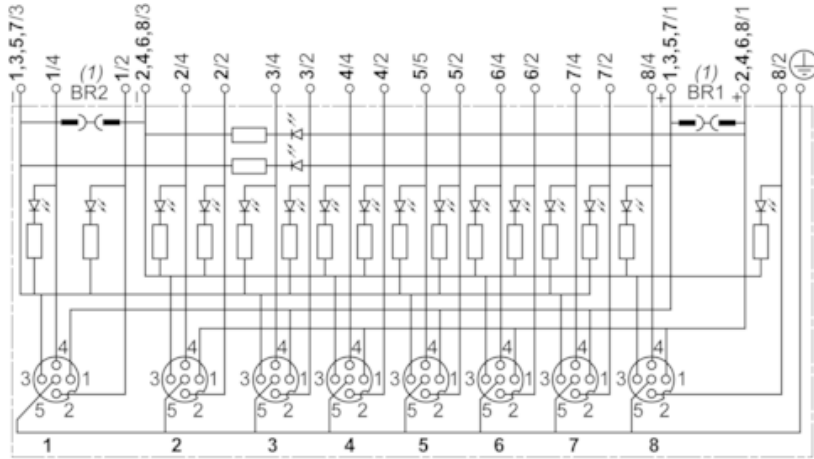 1,3,5,7/3 1/4 1/2 2,4,6,8/3 2/4 2/2 3/4 3/2 4/4 4/2 5/5 5/2 6/4 6/2 7/4 7/2 8/4 1,3,5,7/1 2,4,6,8/1 8/2
(1) (1)
− BR2 − + BR1 +
4 4 4 4 4 4 4 4
3 1 3 1 3 1 3 1 3 1 3 1 3 1 3 1
5 2 5 2 5 2 5 2 5 2 5 2 5 2 5 2
1 2 3 4 5 6 7 8